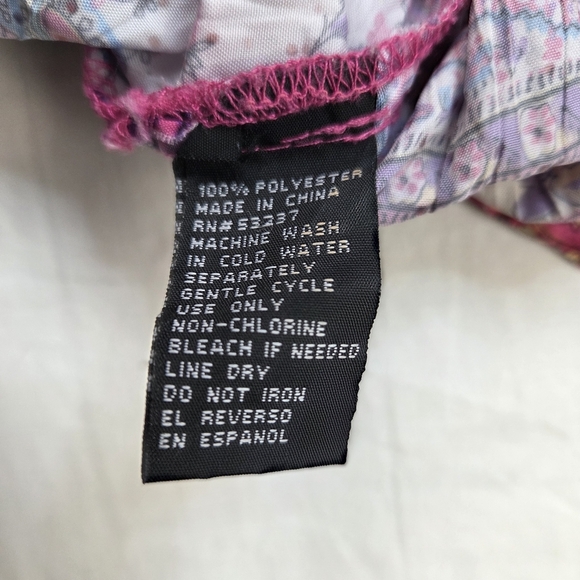 100% POLYESTER
MADE IN CHINA
RN# 53237
MACHINE WASH
IN COLD WATER
SEPARATELY
GENTLE CYCLE
USE ONLY
NON-CHLORINE
BLEACH IF NEEDED
LINE DRY
DO NOT IRON
EL REVERSO
EN ESPANOL